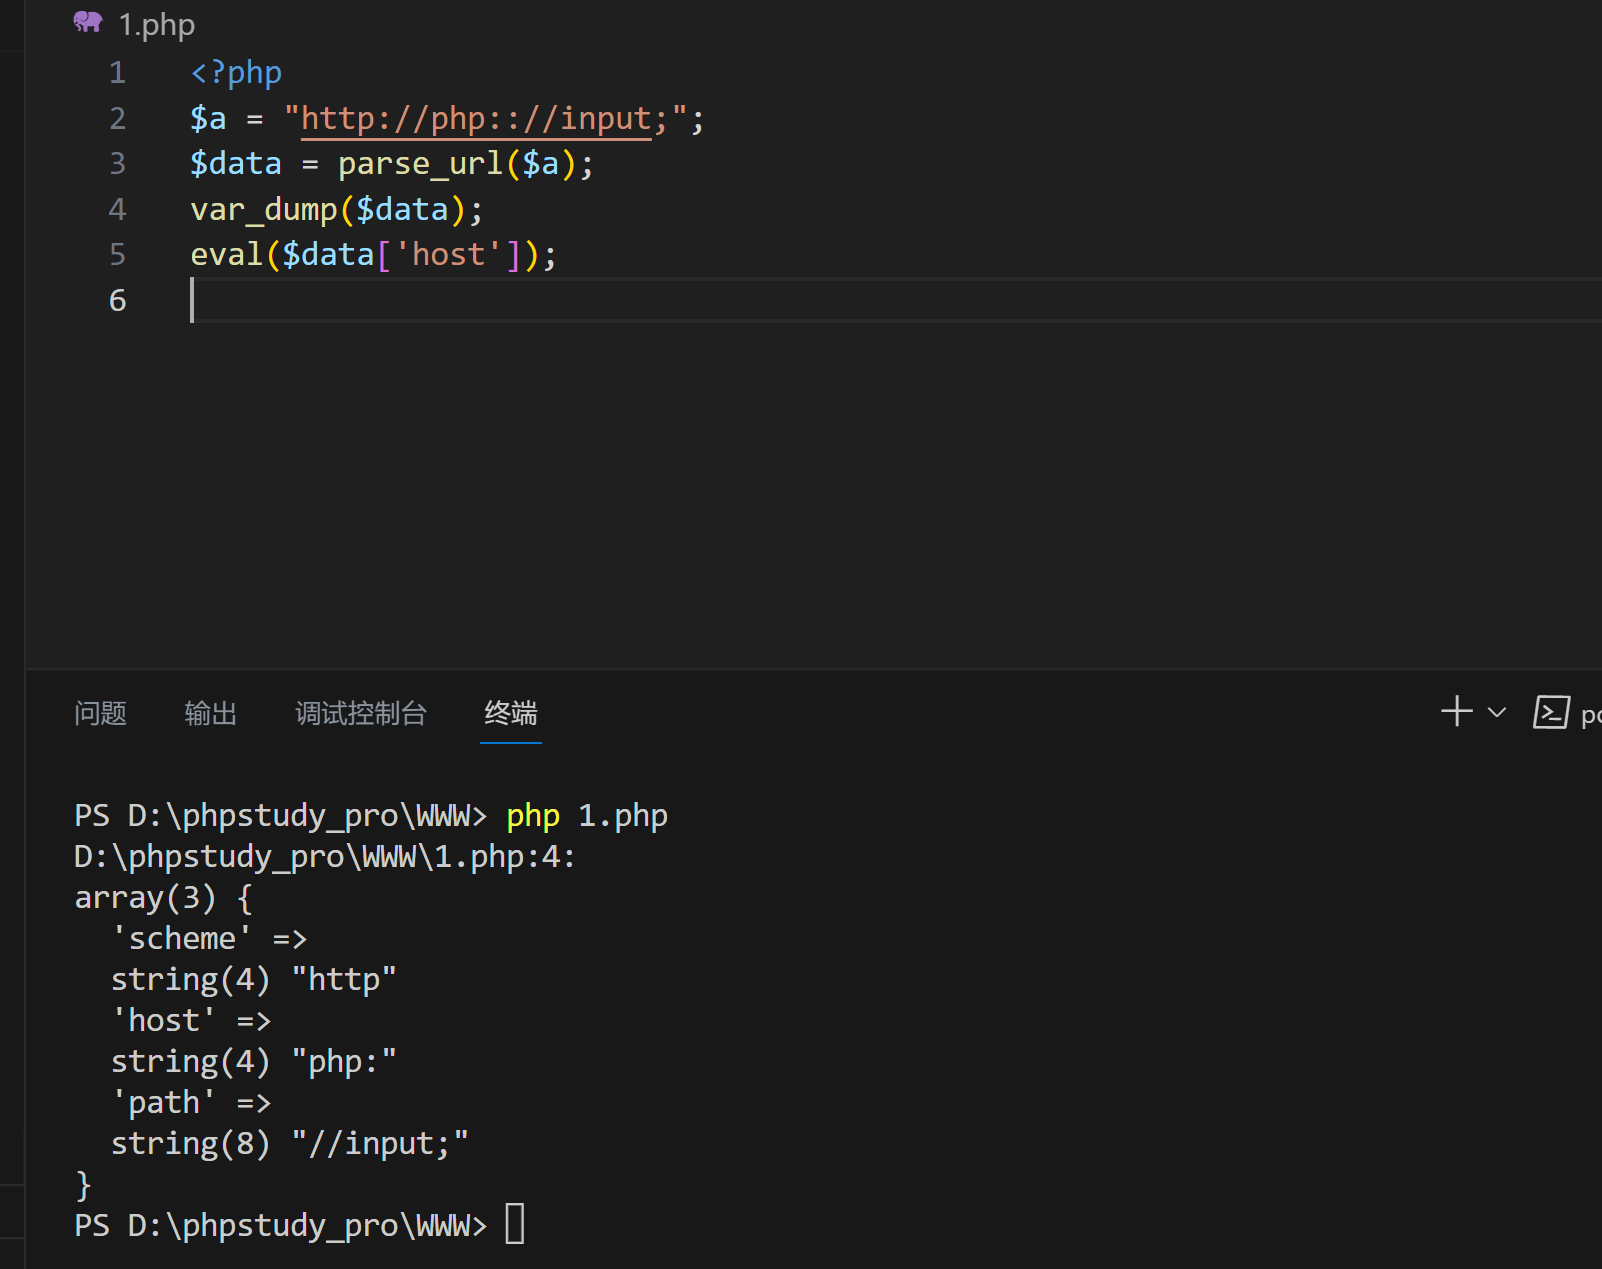 1.php
1 <?php
2 $a = "http://php:://input;";
3 $data = parse_url($a);
4 var_dump($data);
5 eval($data['host']);
6
问题 输出 调试控制台 终端
PS D:\phpstudy_pro\WWW> php 1.php
D:\phpstudy_pro\WWW\1.php:4:
array(3) {
  'scheme' =>
  string(4) "http"
  'host' =>
  string(4) "php:"
  'path' =>
  string(8) "//input;"
}
PS D:\phpstudy_pro\WWW>